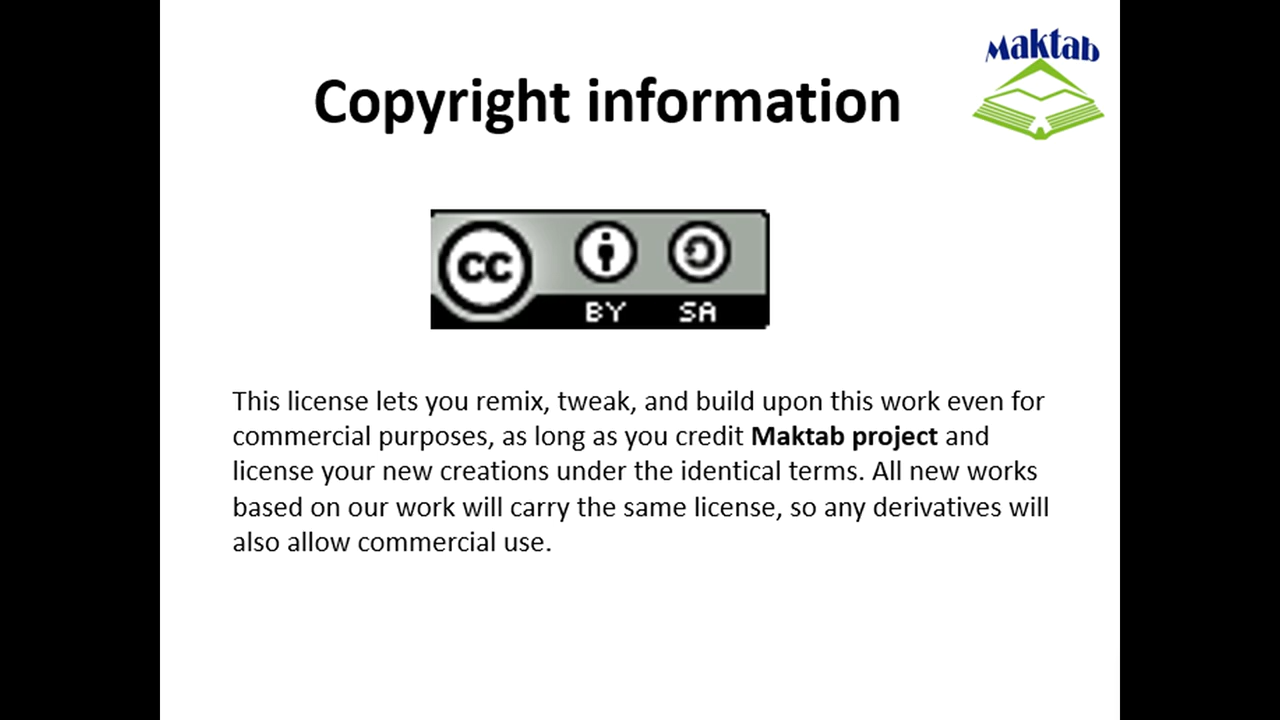 Maktab
Copyright information
CC
BY SA
This license lets you remix, tweak, and build upon this work even for
commercial purposes, as long as you credit Maktab project and
license your new creations under the identical terms. All new works
based on our work will carry the same license, so any derivatives will
also allow commercial use.